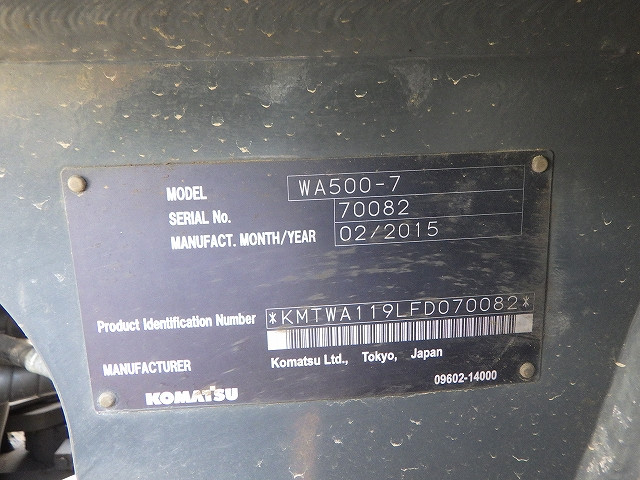 MODEL WA500-7
SERIAL No. 70082
MANUFACT. MONTH/YEAR 02/2015
Product Identification Number *KMTWA119LFD070082*
MANUFACTURER Komatsu Ltd., Tokyo, Japan
KOMATSU 09602-14000